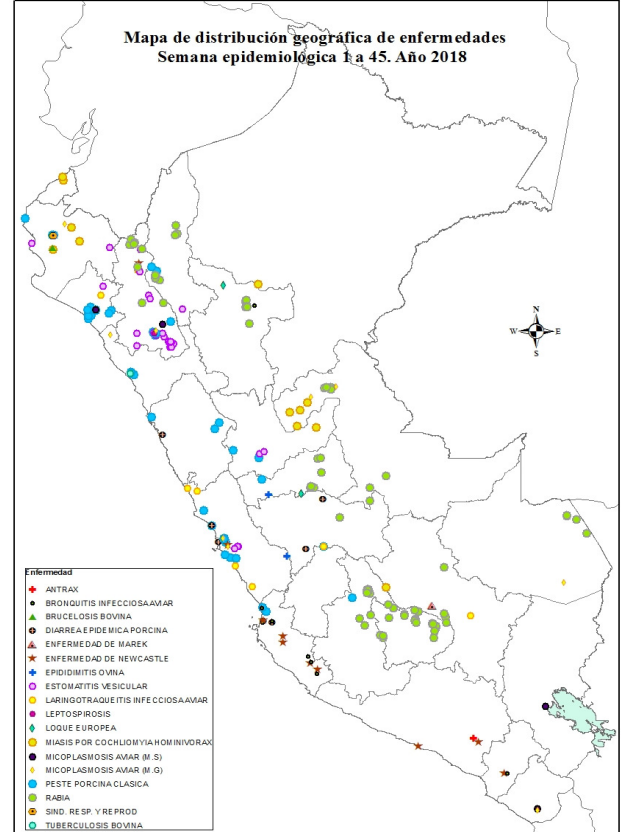 Mapa de distribución geográfica de enfermedades
Semana epidemiológica 1 a 45. Año 2018
N
W E
S
Enfermedad
ANTRAX
BRONQUITIS INFECCIOSA AVIAR
BRUCELOSIS BOVINA
DIARREA EPIDEMICA PORCINA
ENFERMEDAD DE MAREK
ENFERMEDAD DE NEWCASTLE
EPIDIDIMITIS OVINA
ESTOMATITIS VESICULAR
LARINGOTRAQUEITIS INFECCIOSA AVIAR
LEPTOSPIROSIS
LOQUE EUROPEA
MIASIS POR COCHLIOMYIA HOMINIVORAX
MICOPLASMOSIS AVIAR (M.S)
MICOPLASMOSIS AVIAR (M.G)
PESTE PORCINA CLASICA
RABIA
SIND. RESP. Y REPROD
TUBERCULOSIS BOVINA